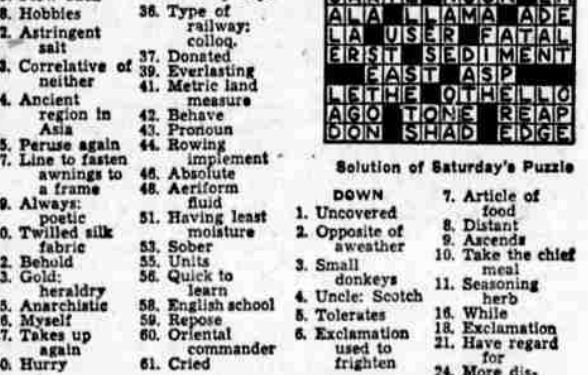 8. Hobbies
2. Astringent
salt
3. Correlative of
neither
4. Ancient
region in
Asia
5. Peruse again
7. Line to fasten
awnings to
a frame
9. Always:
poetic
0. Twilled silk
fabric
2. Behold
3. Gold:
heraldry
5. Anarchistic
6. Myself
7. Takes up
again
0. Hurry
36. Type of
railway:
colloq.
37. Donated
39. Everlasting
41. Metric land
measure
42. Behave
43. Pronoun
44. Rowing
implement
46. Absolute
48. Aeriform
fluid
51. Having least
moisture
53. Sober
55. Units
56. Quick to
learn
58. English school
59. Repose
60. Oriental
commander
61. Cried
ALA LLAMA ADE
LA USER FATAL
ERST SEDIMENT
EAST ASP
LETHE OTHELLO
AGO TONE REAP
DON SHAD EDGE
Solution of Saturday's Puzzle
DOWN
1. Uncovered
2. Opposite of
aweather
3. Small
donkeys
4. Uncle: Scotch
5. Tolerates
6. Exclamation
used to
frighten
7. Article of
food
8. Distant
9. Ascends
10. Take the chief
meal
11. Seasoning
herb
16. While
18. Exclamation
21. Have regard
for
24. More dis-